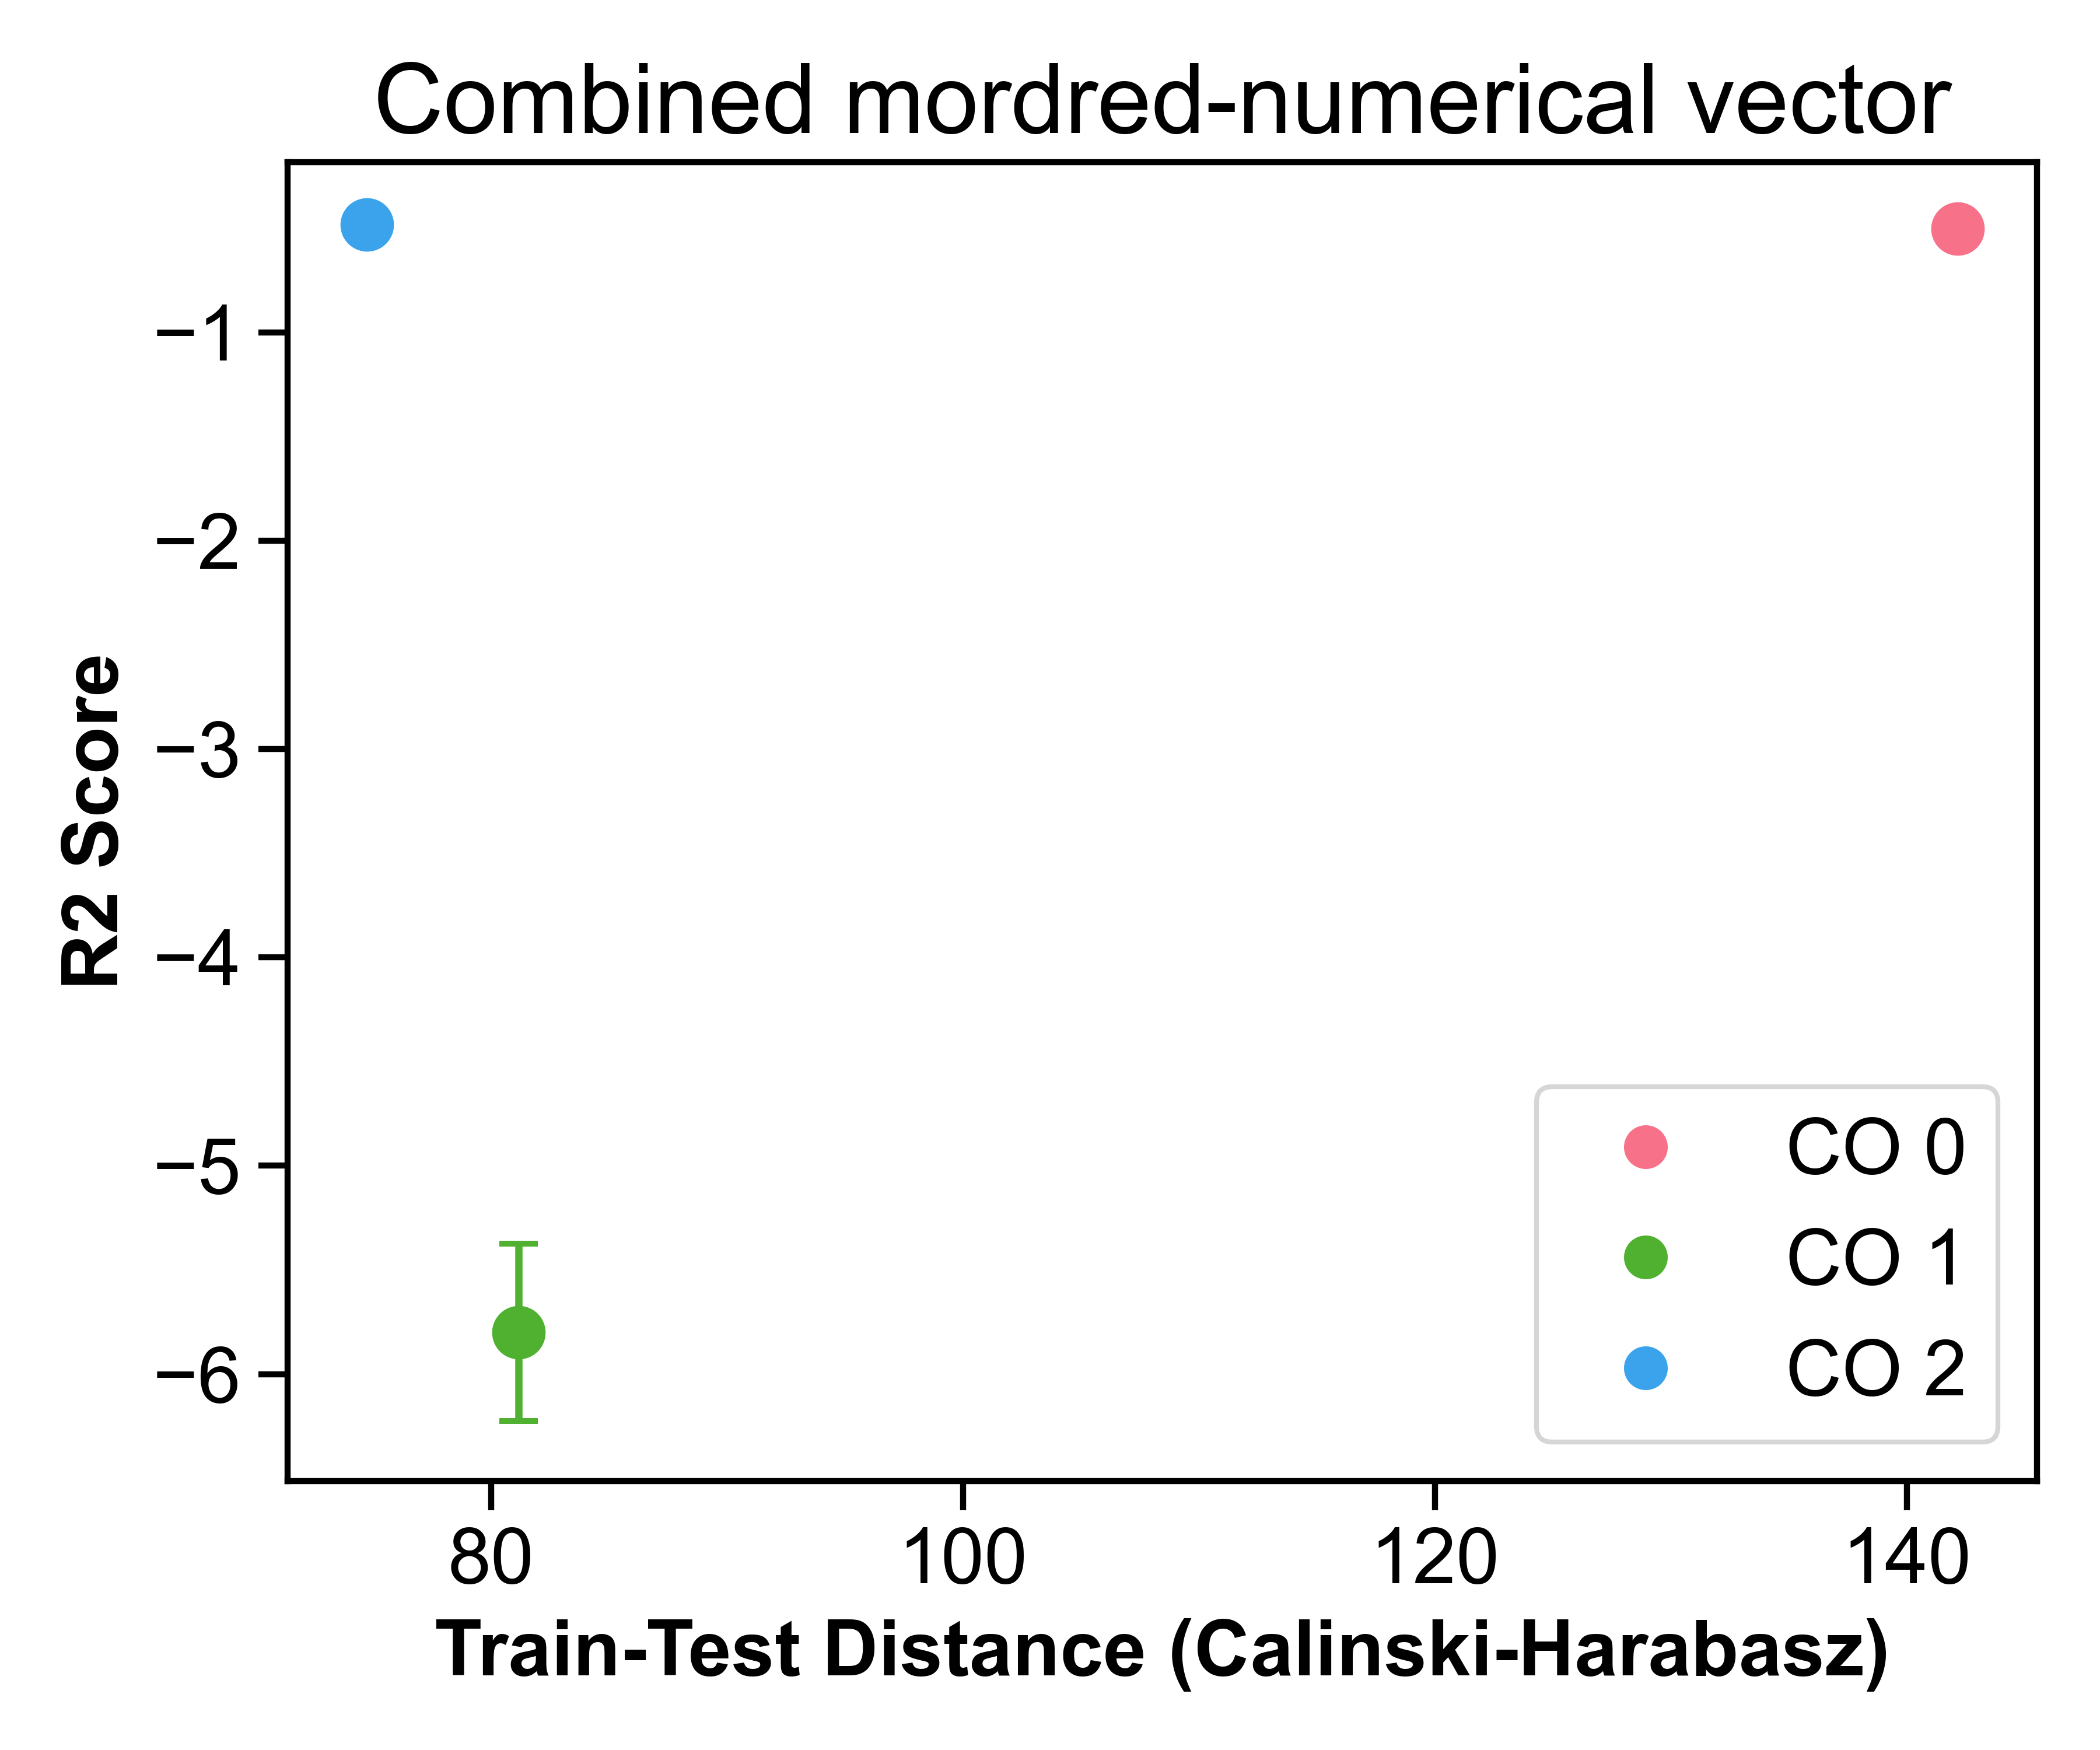 Combined mordred-numerical vector
R2 Score
−1
−2
−3
−4
−5
−6
CO 0
CO 1
CO 2
80 100 120 140
Train-Test Distance (Calinski-Harabasz)